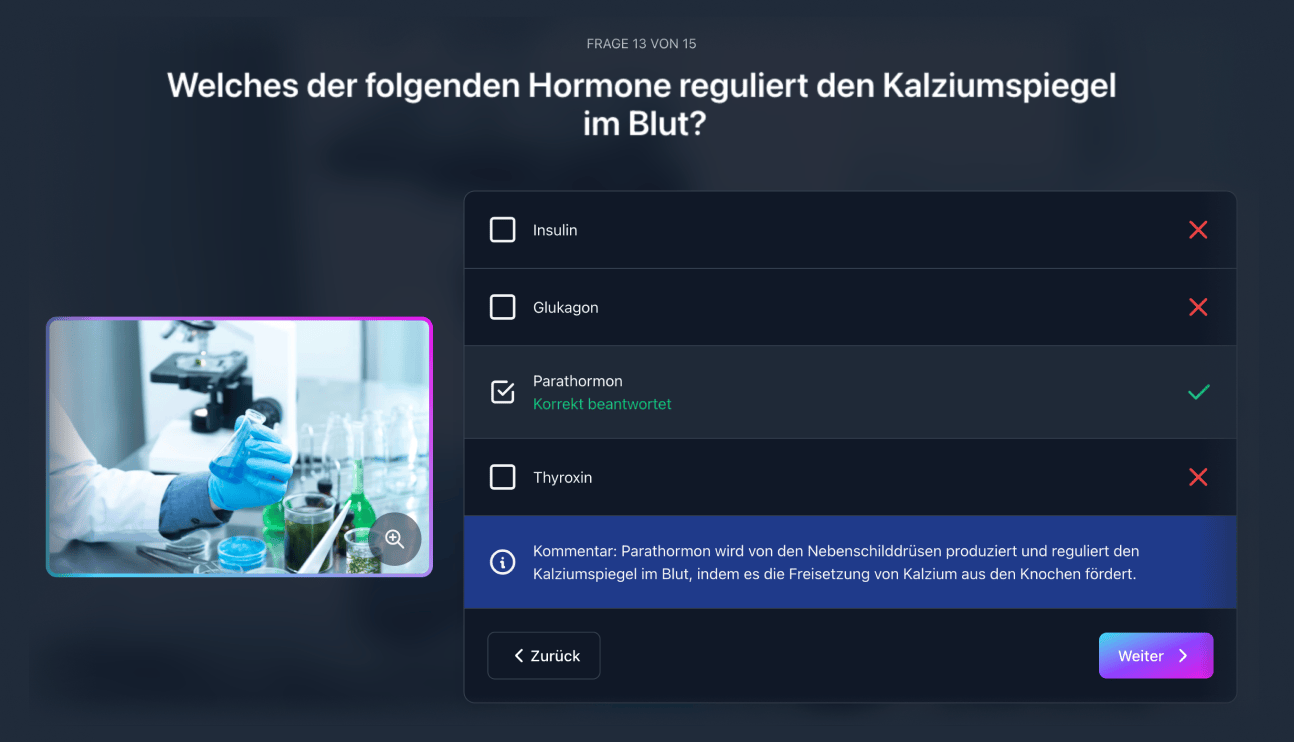 FRAGE 13 VON 15
Welches der folgenden Hormone reguliert den Kalziumspiegel
im Blut?
Insulin
Glukagon
Parathormon
Korrekt beantwortet
Thyroxin
Kommentar: Parathormon wird von den Nebenschilddrüsen produziert und reguliert den
Kalziumspiegel im Blut, indem es die Freisetzung von Kalzium aus den Knochen fördert.
Zurück
Weiter